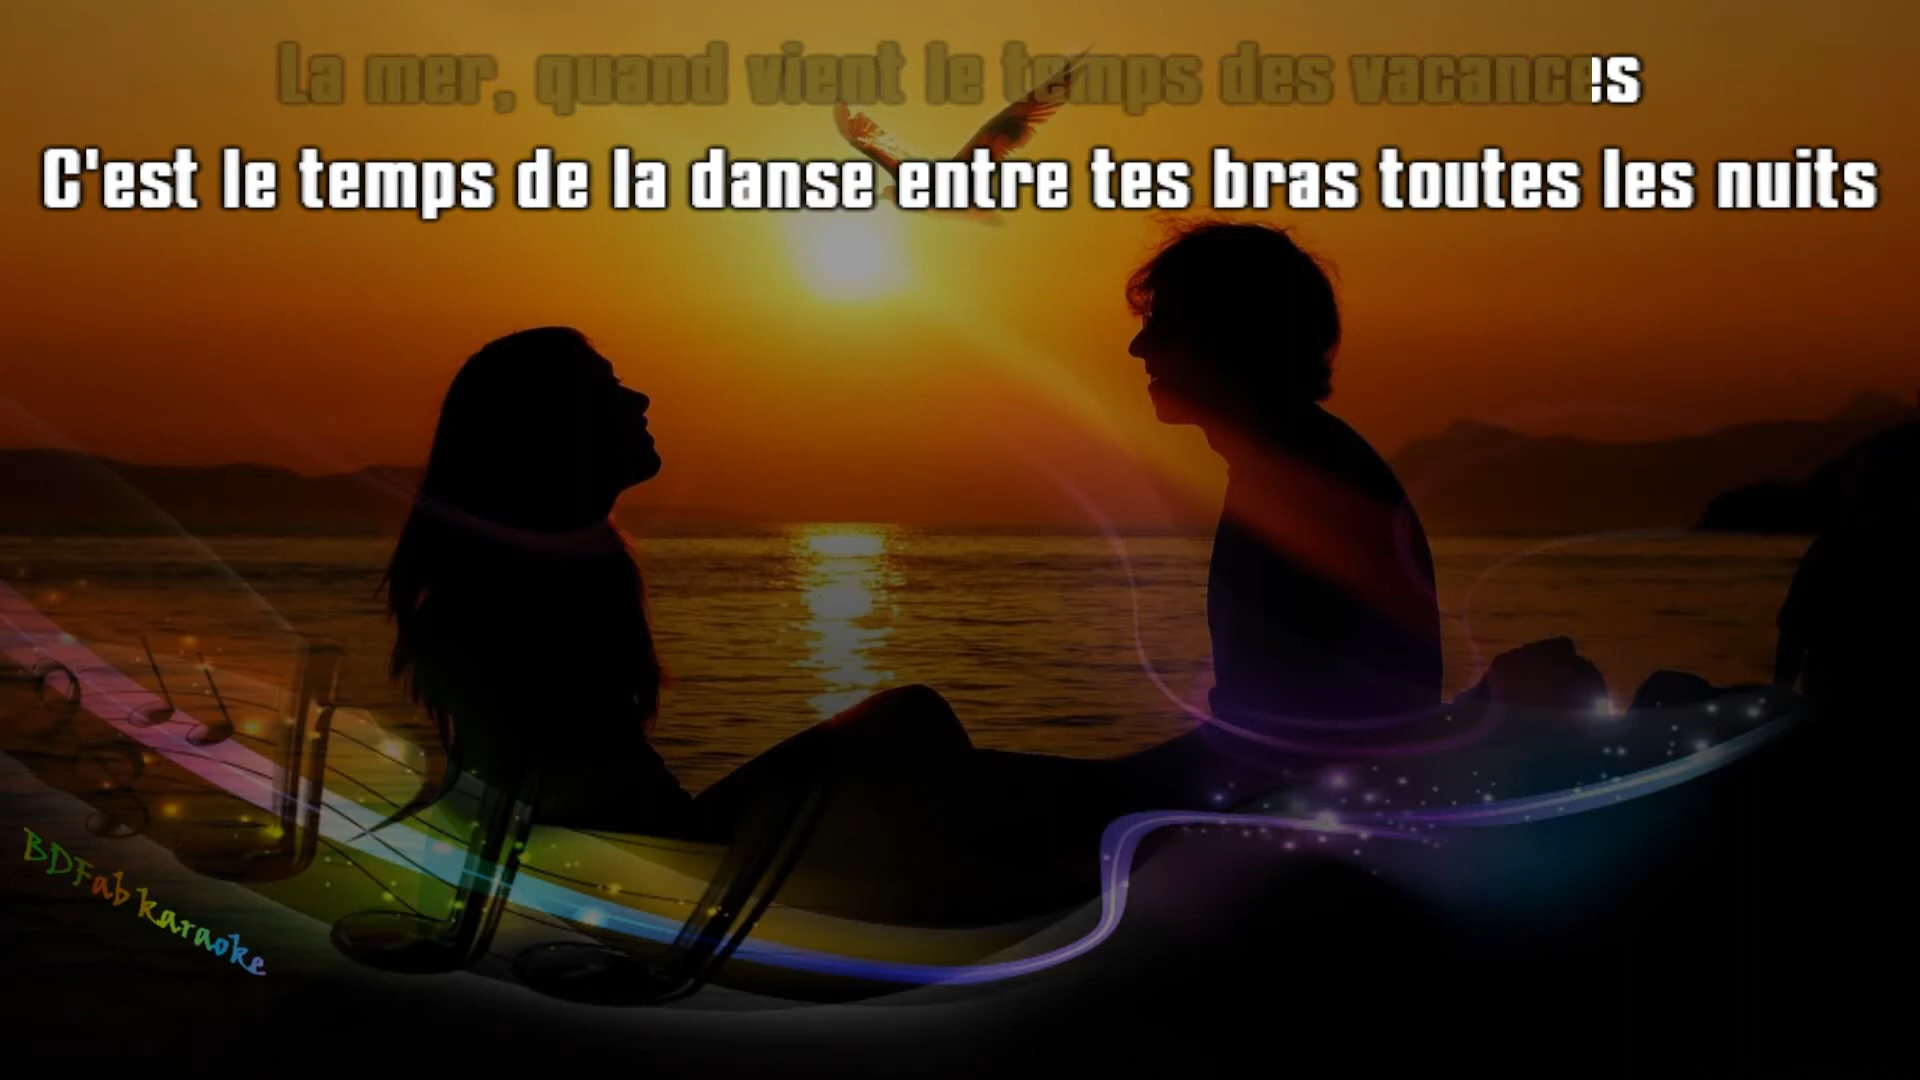 La mer, quand vient le temps des vacances
C'est le temps de la danse entre tes bras toutes les nuits
BDFab karaoke